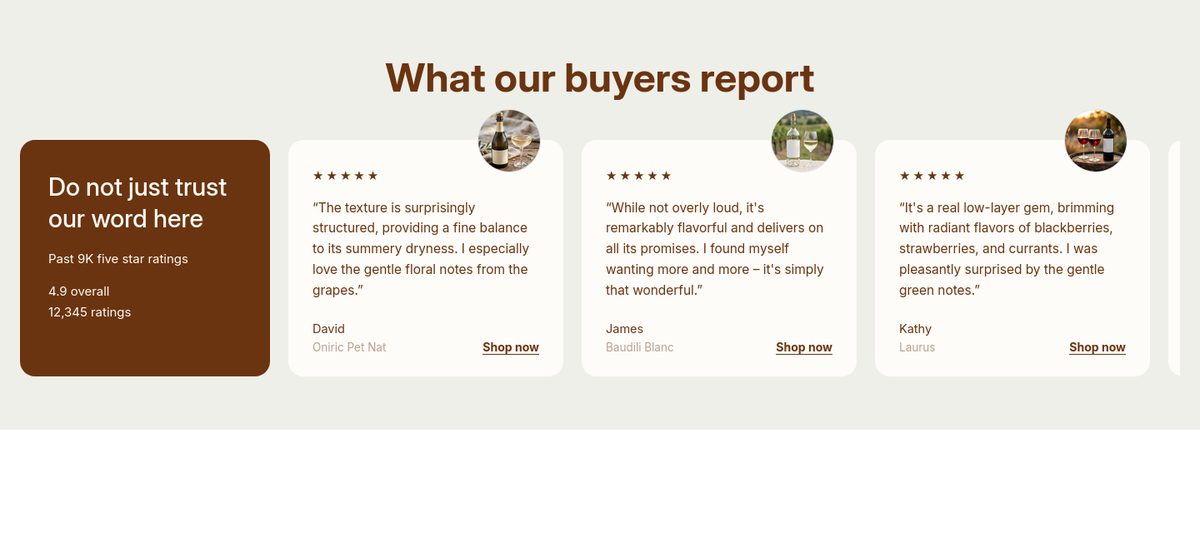 What our buyers report
Do not just trust
our word here
Past 9K five star ratings
4.9 overall
12,345 ratings
★★★★★
“The texture is surprisingly
structured, providing a fine balance
to its summery dryness. I especially
love the gentle floral notes from the
grapes.”
David
Oniric Pet Nat
Shop now
★★★★★
“While not overly loud, it's
remarkably flavorful and delivers on
all its promises. I found myself
wanting more and more – it's simply
that wonderful.”
James
Baudili Blanc
Shop now
★★★★★
“It's a real low-layer gem, brimming
with radiant flavors of blackberries,
strawberries, and currants. I was
pleasantly surprised by the gentle
green notes.”
Kathy
Laurus
Shop now